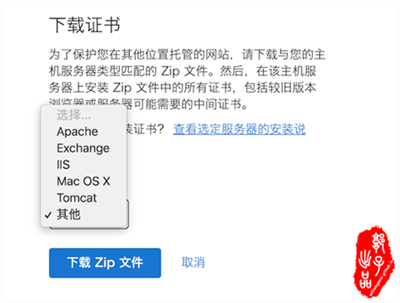 下载证书
为了保护您在其他位置托管的网站，请下载与您的主
机服务器类型匹配的 Zip 文件。然后，在该主机服
务器上安装 Zip 文件中的所有证书，包括较旧版本
浏览器或服务器可能需要的中间证书。
装证书？ 查看选定服务器的安装说
选择...
Apache
Exchange
IIS
Mac OS X
Tomcat
✓ 其他
下载 Zip 文件
取消